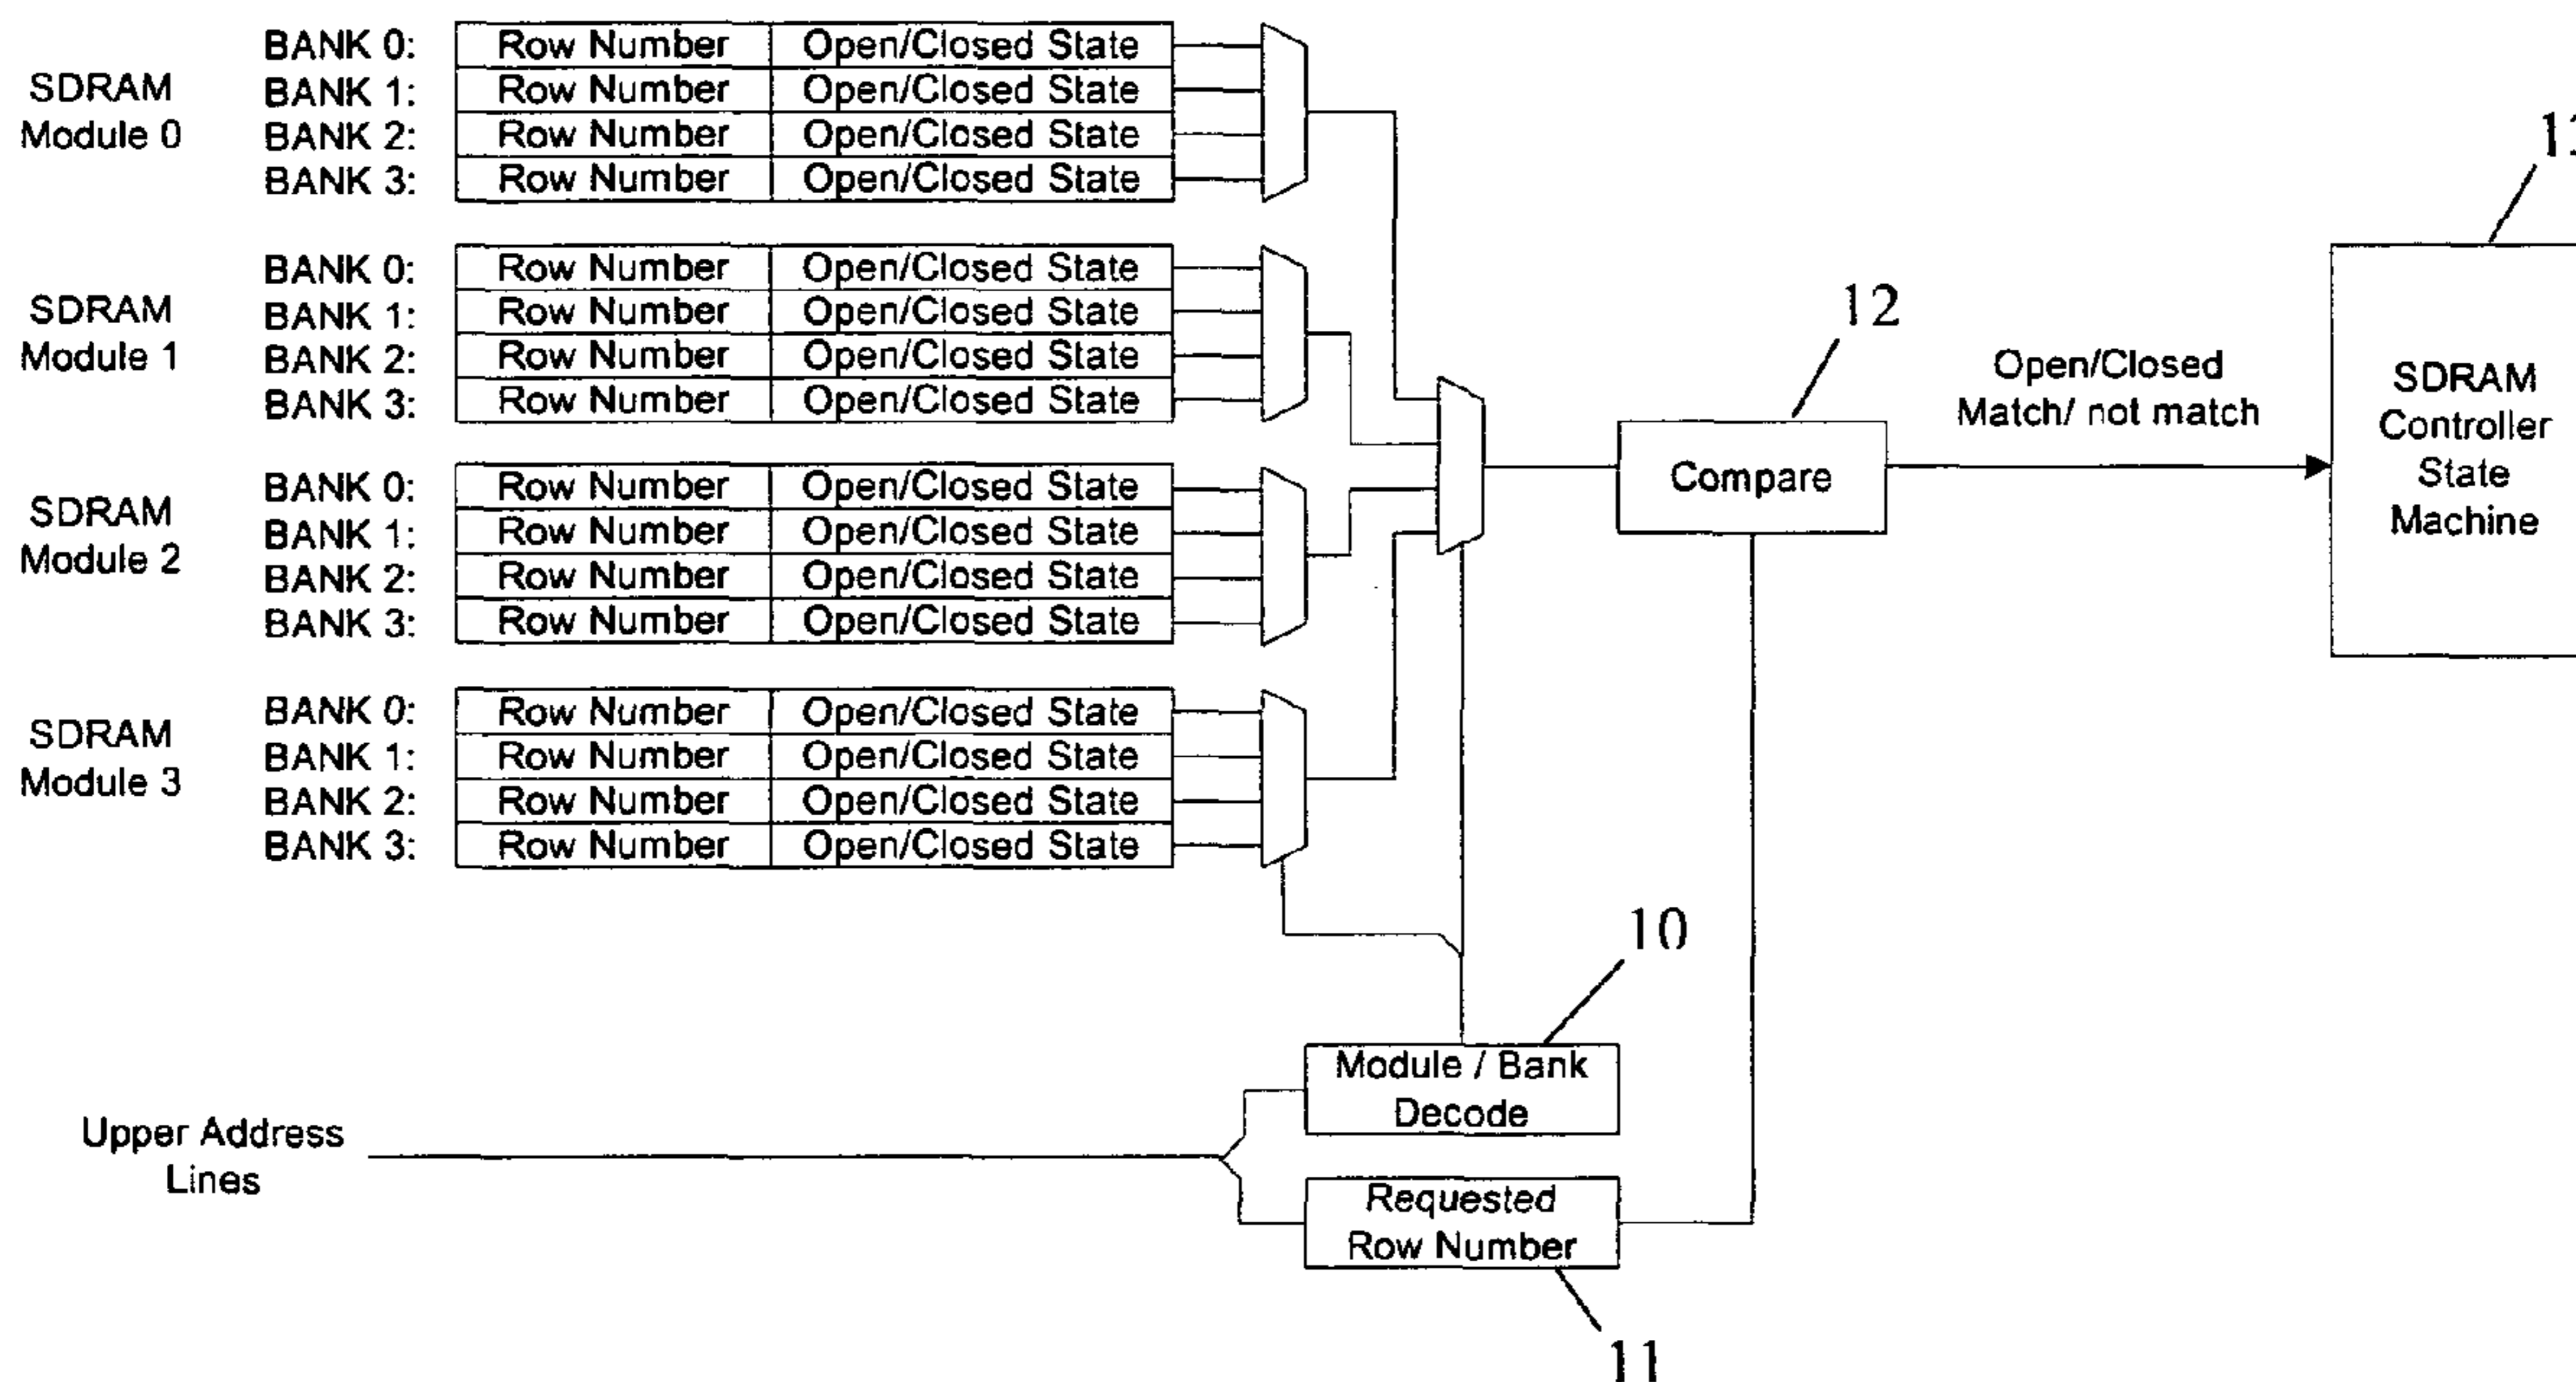 SDRAM
Module 0
BANK 0: Row Number Open/Closed State
BANK 1: Row Number Open/Closed State
BANK 2: Row Number Open/Closed State
BANK 3: Row Number Open/Closed State
SDRAM
Module 1
BANK 0: Row Number Open/Closed State
BANK 1: Row Number Open/Closed State
BANK 2: Row Number Open/Closed State
BANK 3: Row Number Open/Closed State
SDRAM
Module 2
BANK 0: Row Number Open/Closed State
BANK 1: Row Number Open/Closed State
BANK 2: Row Number Open/Closed State
BANK 3: Row Number Open/Closed State
SDRAM
Module 3
BANK 0: Row Number Open/Closed State
BANK 1: Row Number Open/Closed State
BANK 2: Row Number Open/Closed State
BANK 3: Row Number Open/Closed State
12
Compare
Open/Closed
Match/ not match
SDRAM
Controller
State
Machine
10
Module / Bank
Decode
Upper Address
Lines
Requested
Row Number
11